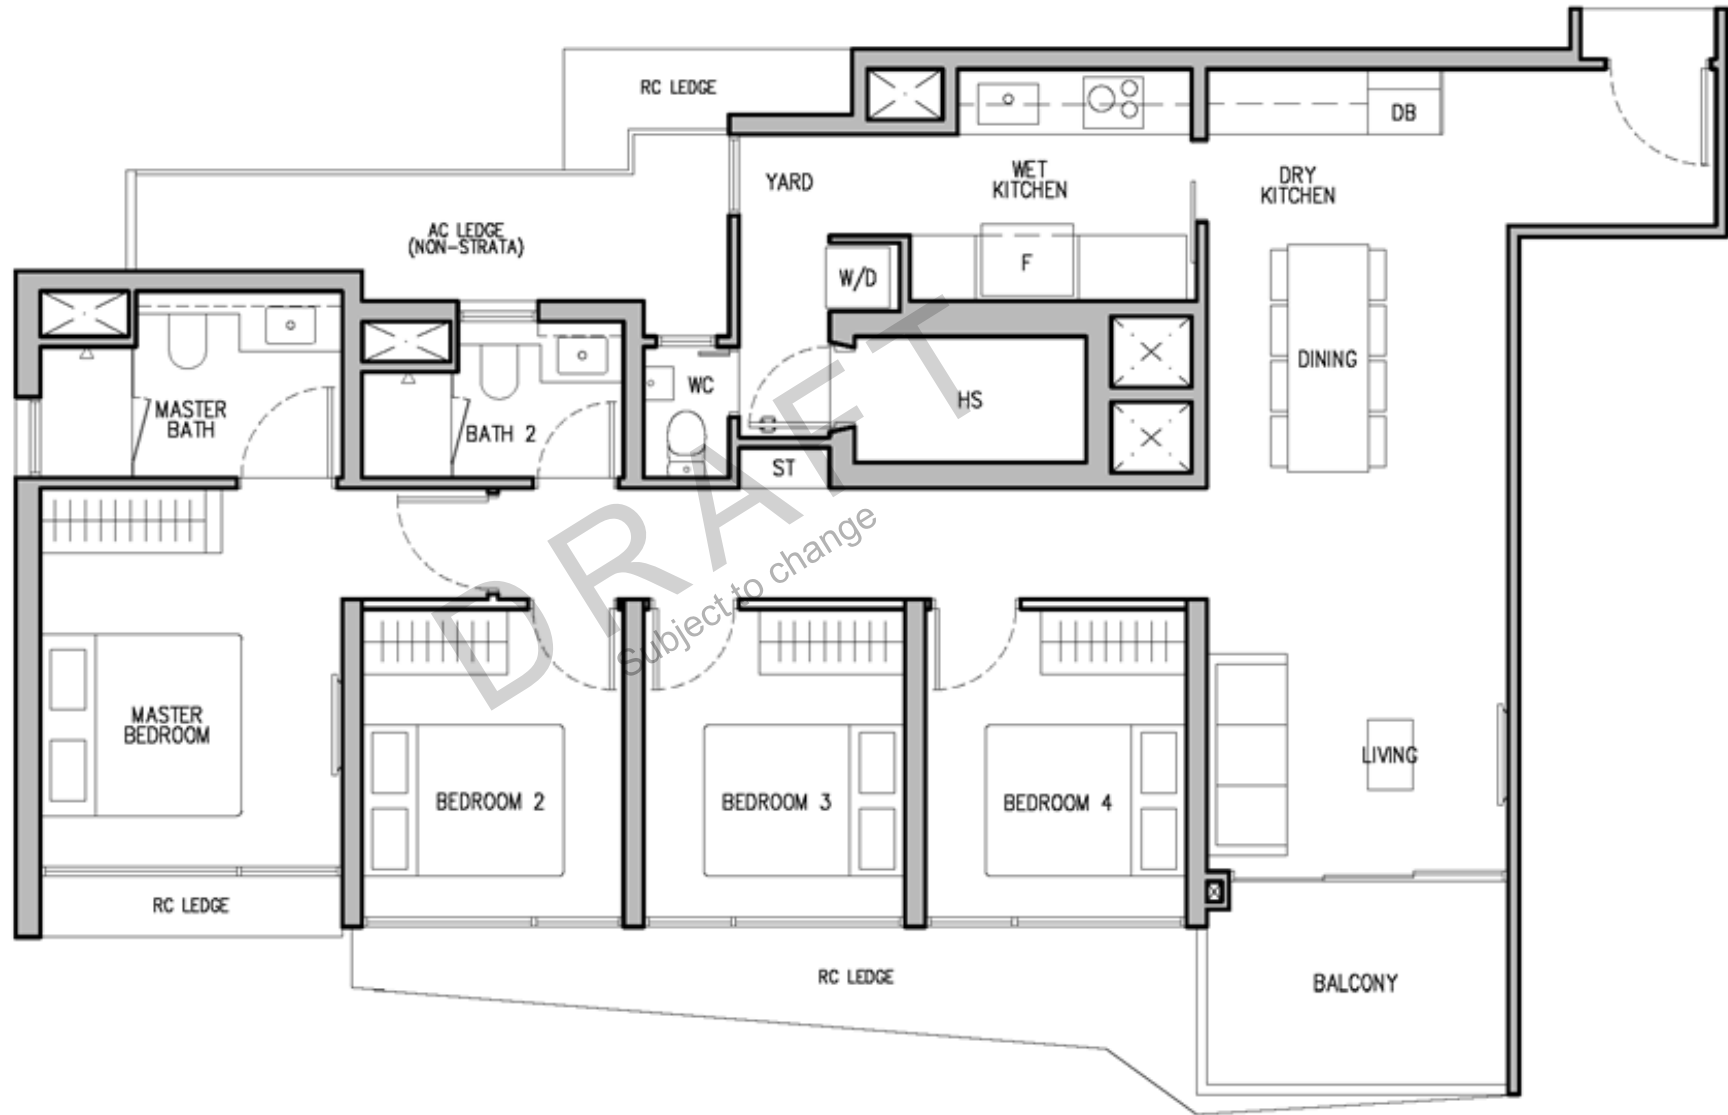 RC LEDGE
DB
YARD
WET
KITCHEN
DRY
KITCHEN
AC LEDGE
(NON-STRATA)
W/D
F
DINING
MASTER
BATH
BATH 2
WC
HS
ST
DRAFT
Subject to change
MASTER
BEDROOM
BEDROOM 2
BEDROOM 3
BEDROOM 4
LIVING
RC LEDGE
RC LEDGE
BALCONY